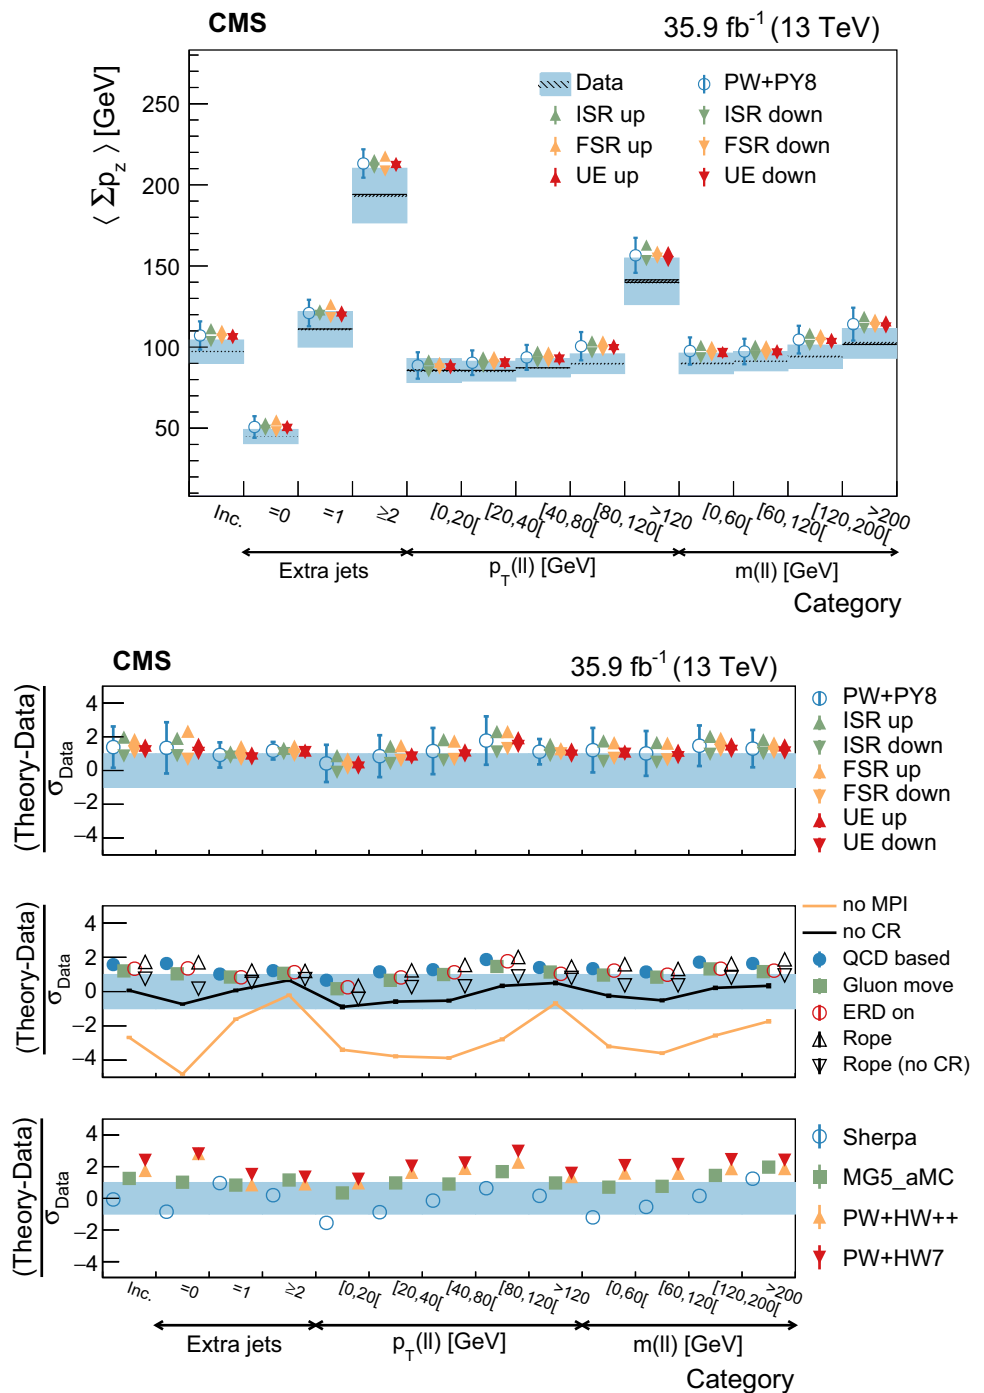 CMS 35.9 fb⁻¹ (13 TeV)
⟨ Σp_z ⟩ [GeV]
250
200
150
100
50
Data PW+PY8
ISR up ISR down
FSR up FSR down
UE up UE down
Inc. =0 =1 ≥2 [0,20[ [20,40[ [40,80[ [80,120[ >120 [0,60[ [60,120[ [120,200[ >200
Extra jets p_T(ll) [GeV] m(ll) [GeV]
Category
CMS 35.9 fb⁻¹ (13 TeV)
(Theory-Data)
σ_Data
4
2
0
−2
−4
PW+PY8
ISR up
ISR down
FSR up
FSR down
UE up
UE down
(Theory-Data)
σ_Data
4
2
0
−2
−4
no MPI
no CR
QCD based
Gluon move
ERD on
Rope
Rope (no CR)
(Theory-Data)
σ_Data
4
2
0
−2
−4
Sherpa
MG5_aMC
PW+HW++
PW+HW7
Inc. =0 =1 ≥2 [0,20[ [20,40[ [40,80[ [80,120[ >120 [0,60[ [60,120[ [120,200[ >200
Extra jets p_T(ll) [GeV] m(ll) [GeV]
Category